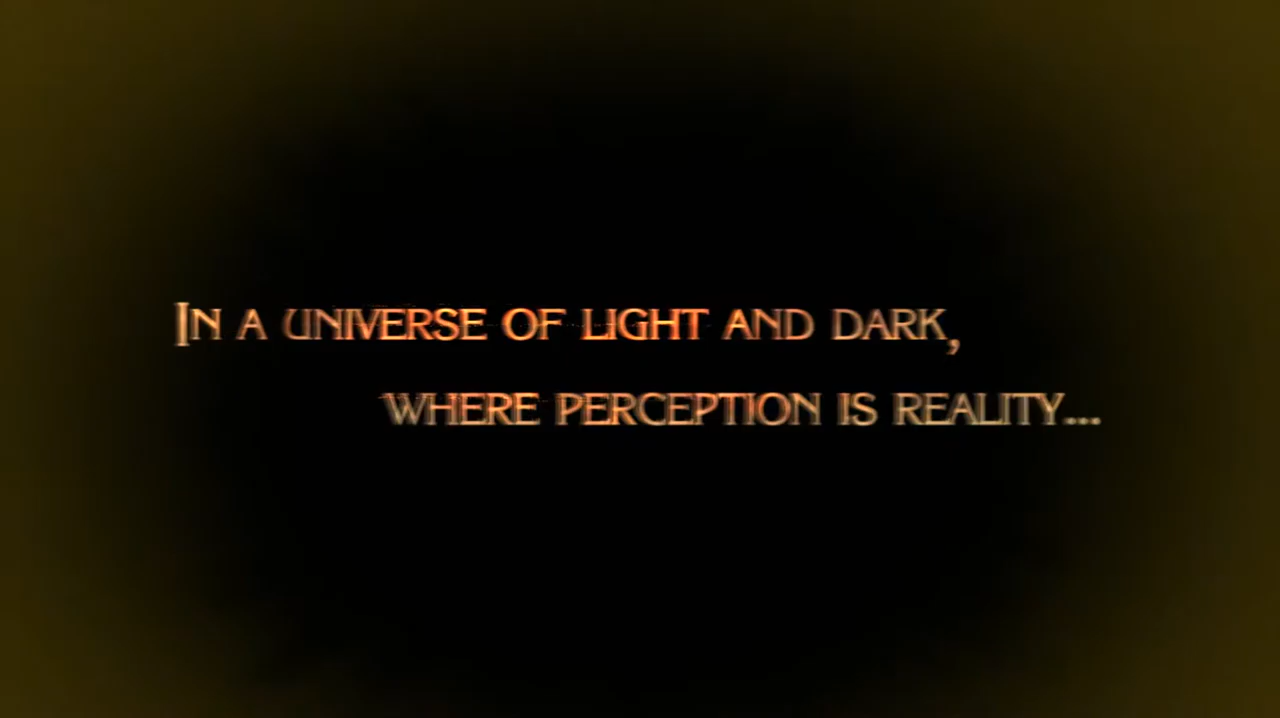 In a universe of light and dark,
where perception is reality...